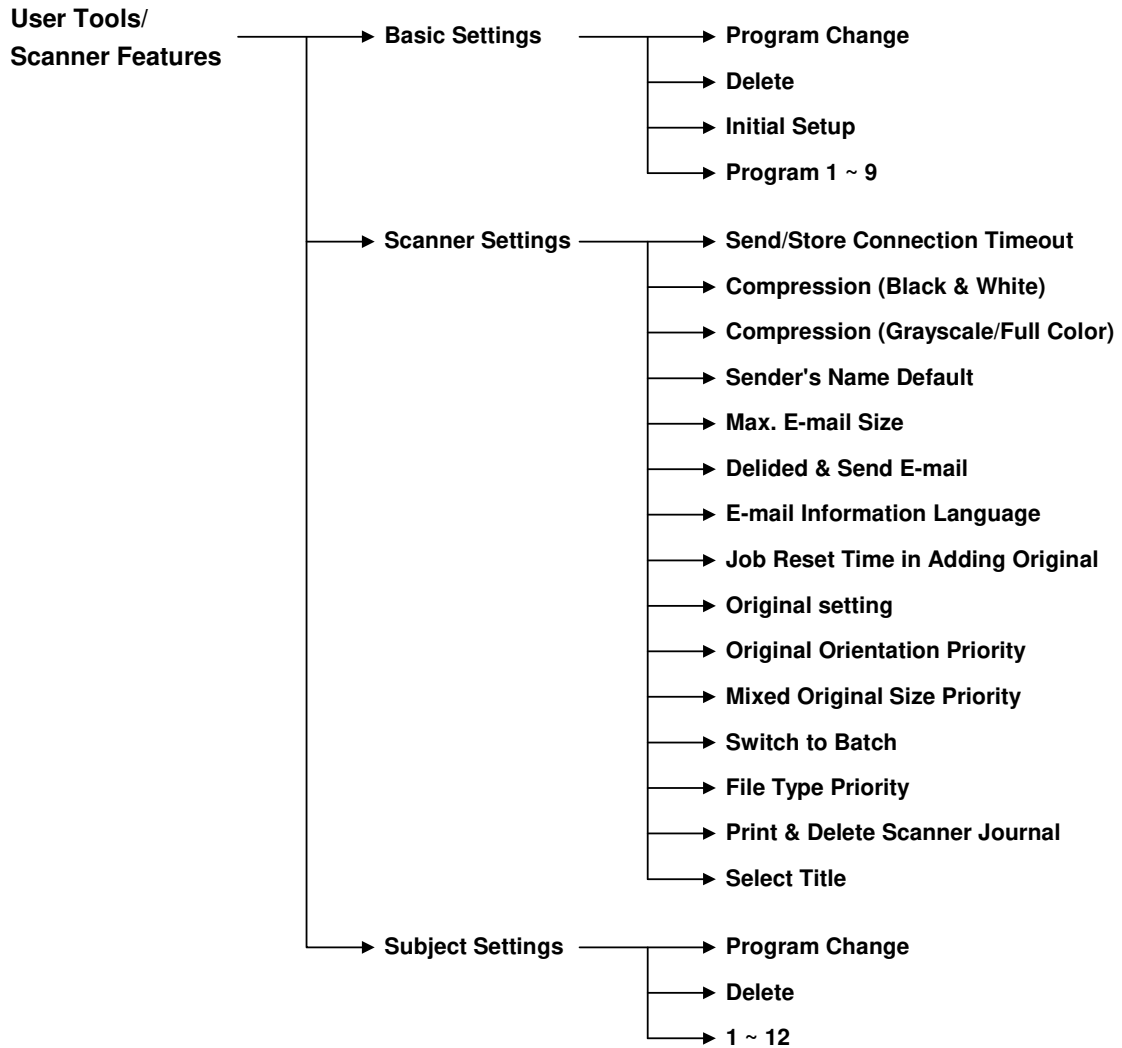 User Tools/
Scanner Features
Basic Settings
Program Change
Delete
Initial Setup
Program 1 ~ 9
Scanner Settings
Send/Store Connection Timeout
Compression (Black & White)
Compression (Grayscale/Full Color)
Sender's Name Default
Max. E-mail Size
Delided & Send E-mail
E-mail Information Language
Job Reset Time in Adding Original
Original setting
Original Orientation Priority
Mixed Original Size Priority
Switch to Batch
File Type Priority
Print & Delete Scanner Journal
Select Title
Subject Settings
Program Change
Delete
1 ~ 12